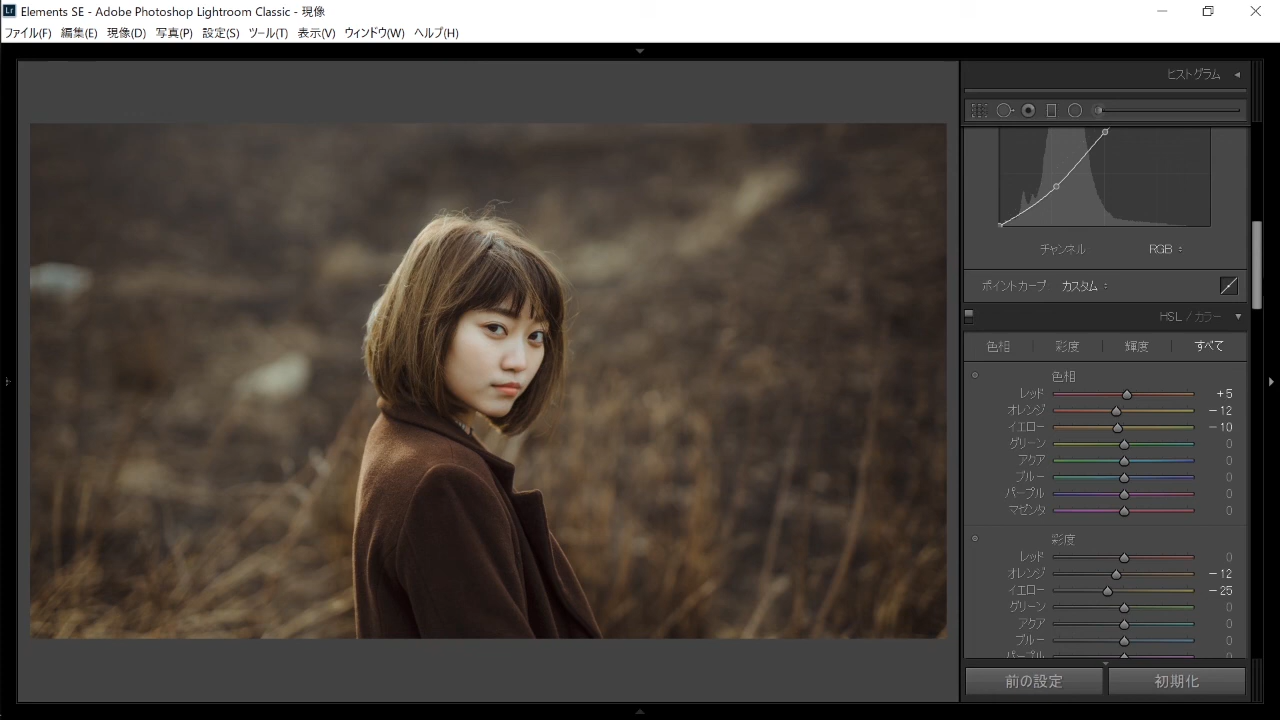 Lr Elements SE - Adobe Photoshop Lightroom Classic - 現像
ファイル(F) 編集(E) 現像(D) 写真(P) 設定(S) ツール(T) 表示(V) ウィンドウ(W) ヘルプ(H)
ヒストグラム
チャンネル RGB
ポイントカーブ カスタム
HSL / カラー
色相 彩度 輝度 すべて
色相
レッド +5
オレンジ -12
イエロー -10
グリーン 0
アクア 0
ブルー 0
パープル 0
マゼンタ 0
彩度
レッド 0
オレンジ -12
イエロー -25
グリーン 0
アクア 0
ブルー 0
パープル 0
前の設定 初期化